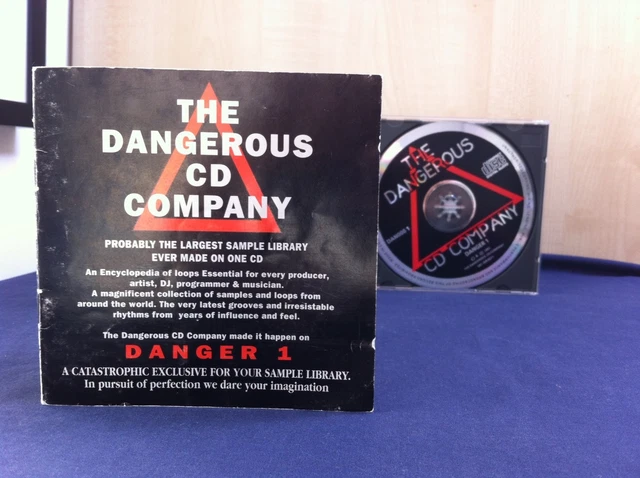 THE
DANGEROUS
CD
COMPANY
PROBABLY THE LARGEST SAMPLE LIBRARY
EVER MADE ON ONE CD
An Encyclopedia of loops Essential for every producer,
artist, DJ, programmer & musician.
A magnificent collection of samples and loops from
around the world. The very latest grooves and irresistable
rhythms from years of influence and feel.
The Dangerous CD Company made it happen on
DANGER 1
A CATASTROPHIC EXCLUSIVE FOR YOUR SAMPLE LIBRARY.
In pursuit of perfection we dare your imagination
THE
DANGEROUS
CD COMPANY
DANGER 1
DANGER 1